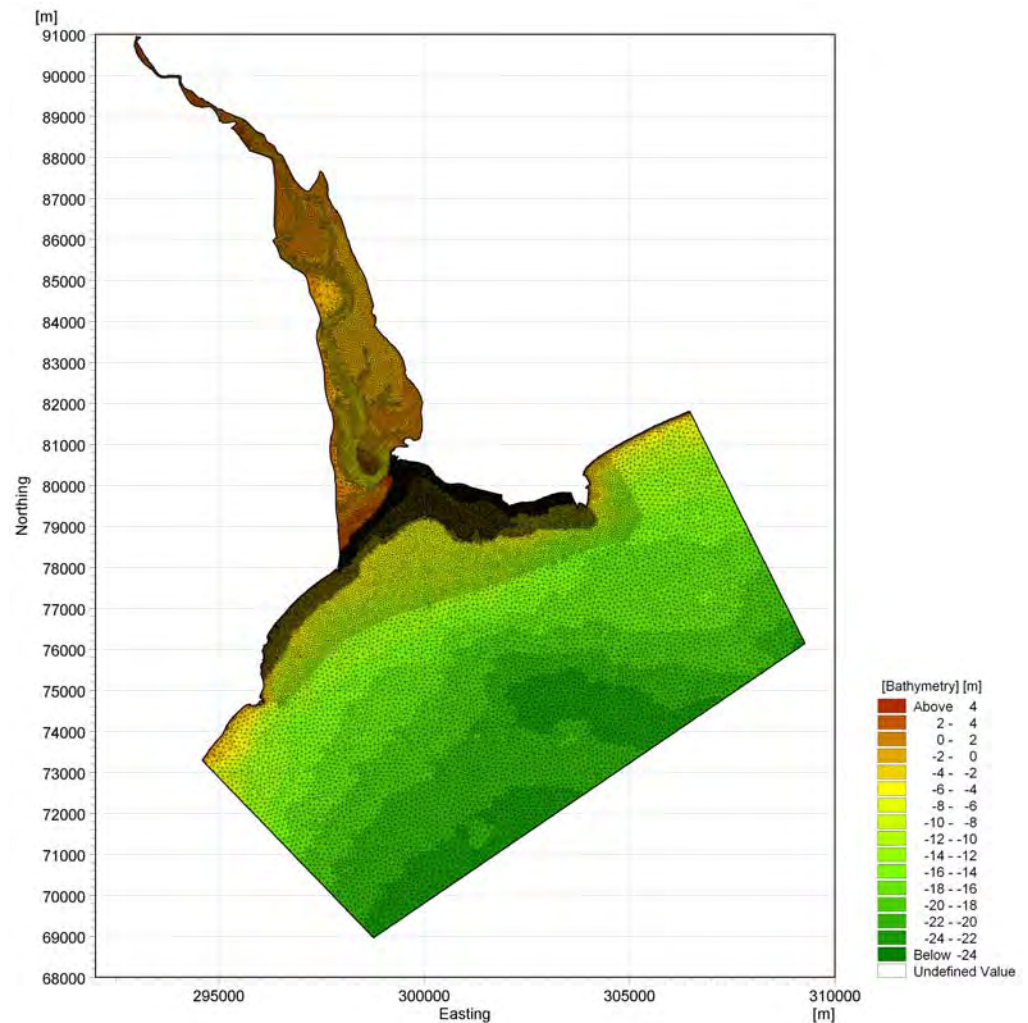 [m]
91000
90000
89000
88000
87000
86000
85000
84000
83000
82000
81000
80000
79000
78000
77000
76000
75000
74000
73000
72000
71000
70000
69000
68000
Northing
295000 300000 305000 310000
Easting [m]
[Bathymetry] [m]
Above 4
2 - 4
0 - 2
-2 - 0
-4 - -2
-6 - -4
-8 - -6
-10 - -8
-12 - -10
-14 - -12
-16 - -14
-18 - -16
-20 - -18
-22 - -20
-24 - -22
Below -24
Undefined Value